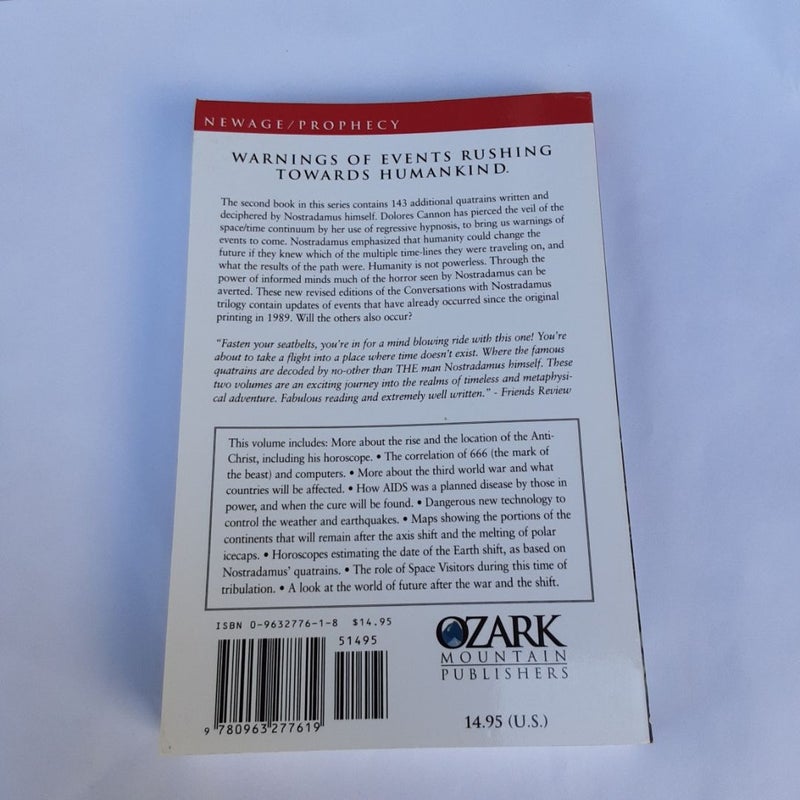 NEWAGE/PROPHECY
WARNINGS OF EVENTS RUSHING
TOWARDS HUMANKIND.
The second book in this series contains 143 additional quatrains written and
deciphered by Nostradamus himself. Dolores Cannon has pierced the veil of the
space/time continuum by her use of regressive hypnosis, to bring us warnings of
events to come. Nostradamus emphasized that humanity could change the
future if they knew which of the multiple time-lines they were traveling on, and
what the results of the path were. Humanity is not powerless. Through the
power of informed minds much of the horror seen by Nostradamus can be
averted. These new revised editions of the Conversations with Nostradamus
trilogy contain updates of events that have already occurred since the original
printing in 1989. Will the others also occur?
"Fasten your seatbelts, you're in for a mind blowing ride with this one! You're
about to take a flight into a place where time doesn't exist. Where the famous
quatrains are decoded by no-other than THE man Nostradamus himself. These
two volumes are an exciting journey into the realms of timeless and metaphysi-
cal adventure. Fabulous reading and extremely well written." - Friends Review
This volume includes: More about the rise and the location of the Anti-
Christ, including his horoscope. • The correlation of 666 (the mark of
the beast) and computers. • More about the third world war and what
countries will be affected. • How AIDS was a planned disease by those in
power, and when the cure will be found. • Dangerous new technology to
control the weather and earthquakes. • Maps showing the portions of the
continents that will remain after the axis shift and the melting of polar
icecaps. • Horoscopes estimating the date of the Earth shift, as based on
Nostradamus' quatrains. • The role of Space Visitors during this time of
tribulation. • A look at the world of future after the war and the shift.
ISBN 0-9632776-1-8 $14.95
51495
9 780963 277619
OZARK
MOUNTAIN
PUBLISHERS
14.95 (U.S.)